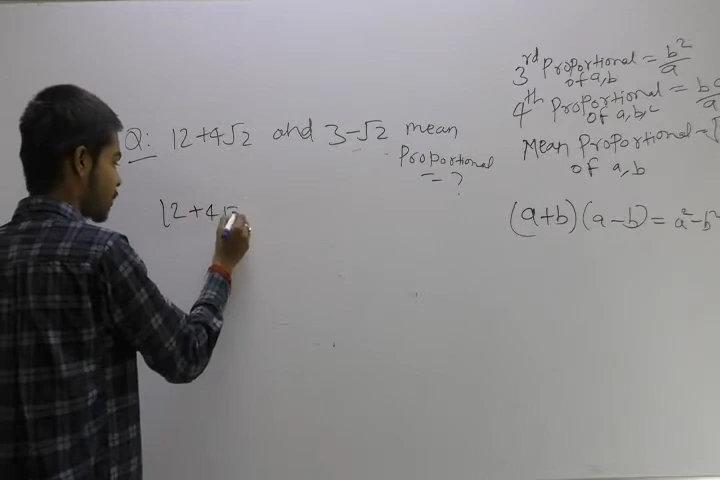 Q: 12+4√2 and 3-√2 mean
Proportional
= ?
12+4√2
3rd Proportional = b²/a
of a,b
4th Proportional =
of a,b,c
Mean Proportional = √
of a,b
(a+b)(a-b) = a²-b²